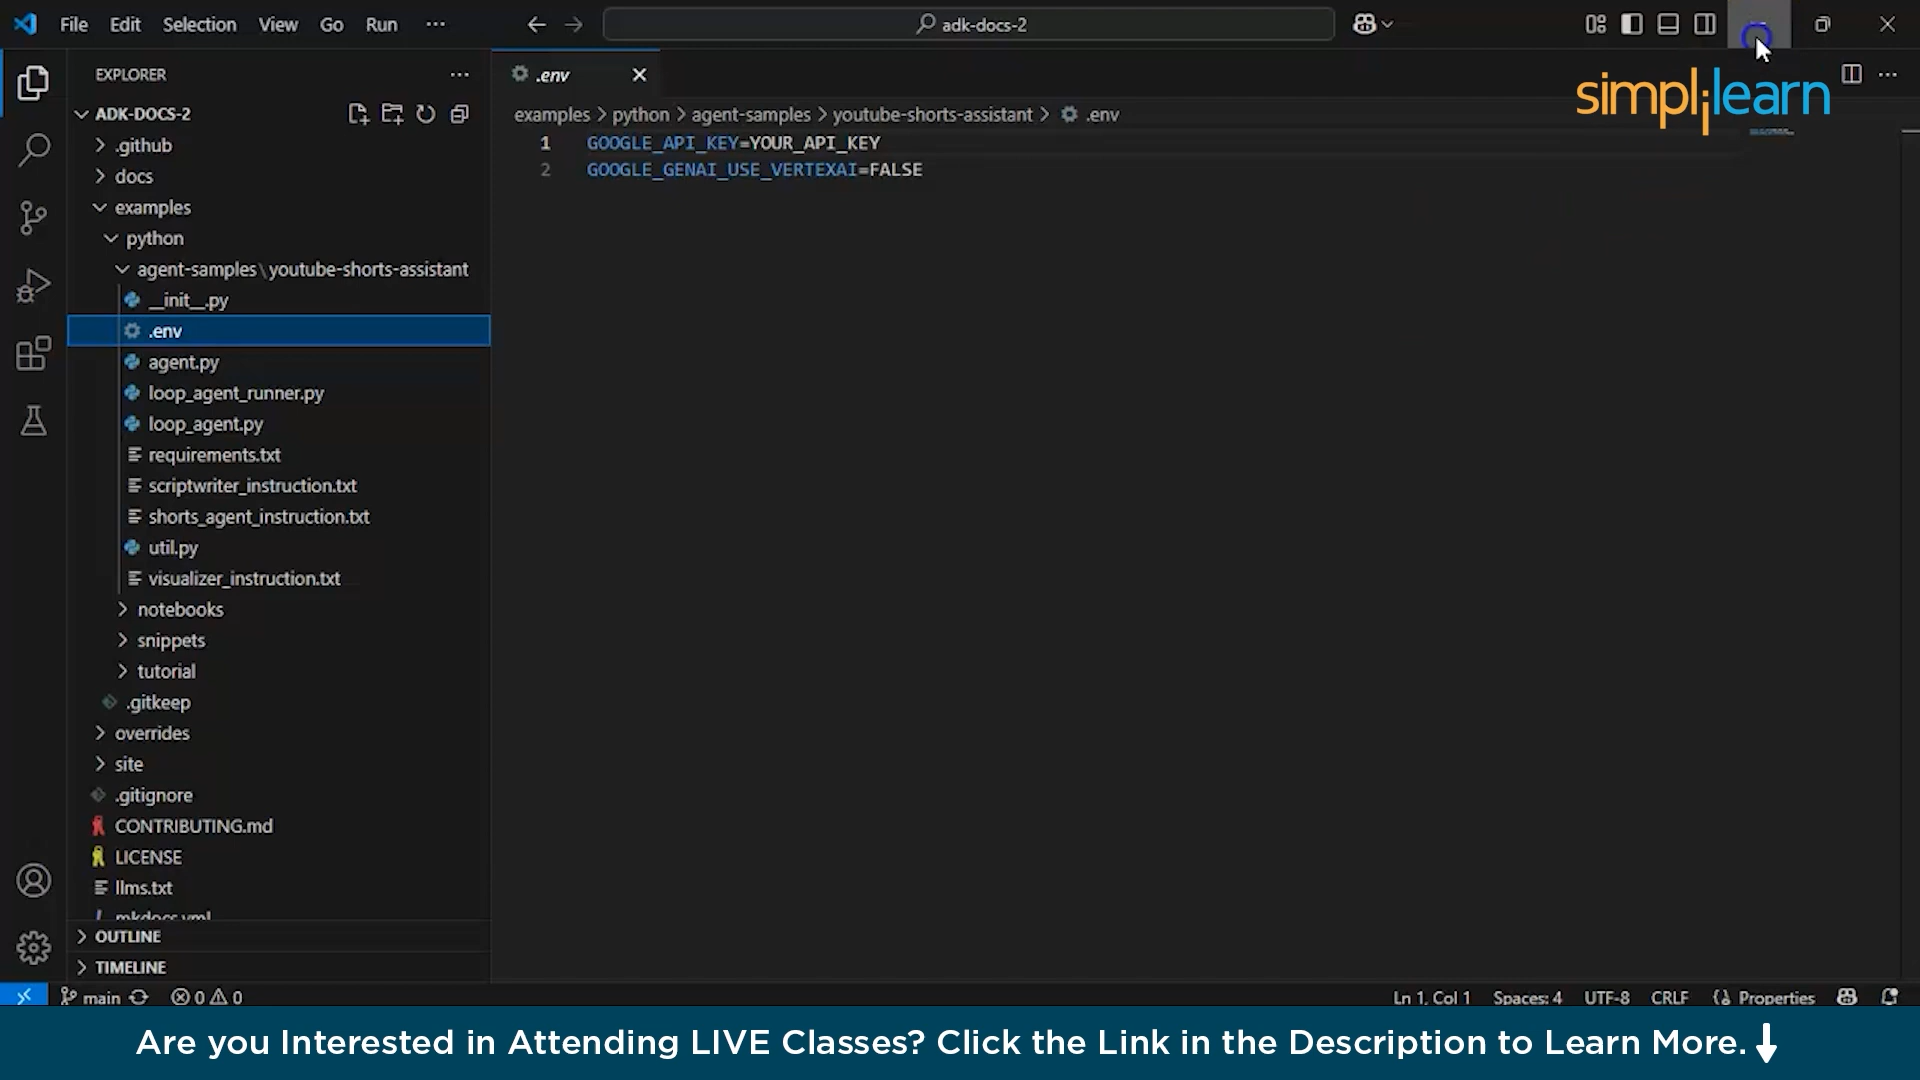 File Edit Selection View Go Run ··· adk-docs-2
simplilearn
EXPLORER ···
.env
ADK-DOCS-2
examples > python > agent-samples > youtube-shorts-assistant > .env
1 GOOGLE_API_KEY=YOUR_API_KEY
2 GOOGLE_GENAI_USE_VERTEXAI=FALSE
.github
docs
examples
python
agent-samples\youtube-shorts-assistant
__init__.py
.env
agent.py
loop_agent_runner.py
loop_agent.py
requirements.txt
scriptwriter_instruction.txt
shorts_agent_instruction.txt
util.py
visualizer_instruction.txt
notebooks
snippets
tutorial
.gitkeep
overrides
site
.gitignore
CONTRIBUTING.md
LICENSE
llms.txt
mkdocs.yml
OUTLINE
TIMELINE
main 0 0 Ln 1, Col 1 Spaces: 4 UTF-8 CRLF {} Properties
Are you Interested in Attending LIVE Classes? Click the Link in the Description to Learn More.